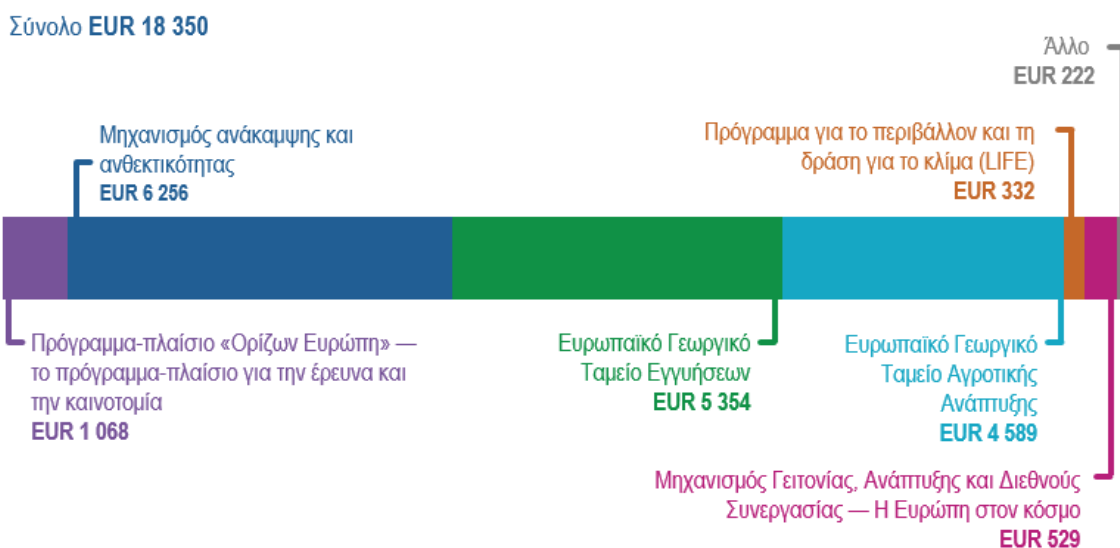 Σύνολο EUR 18 350
Άλλο
EUR 222
Μηχανισμός ανάκαμψης και
ανθεκτικότητας
EUR 6 256
Πρόγραμμα για το περιβάλλον και τη
δράση για το κλίμα (LIFE)
EUR 332
Πρόγραμμα-πλαίσιο «Ορίζων Ευρώπη» —
το πρόγραμμα-πλαίσιο για την έρευνα και
την καινοτομία
EUR 1 068
Ευρωπαϊκό Γεωργικό
Ταμείο Εγγυήσεων
EUR 5 354
Ευρωπαϊκό Γεωργικό
Ταμείο Αγροτικής
Ανάπτυξης
EUR 4 589
Μηχανισμός Γειτονίας, Ανάπτυξης και Διεθνούς
Συνεργασίας — Η Ευρώπη στον κόσμο
EUR 529